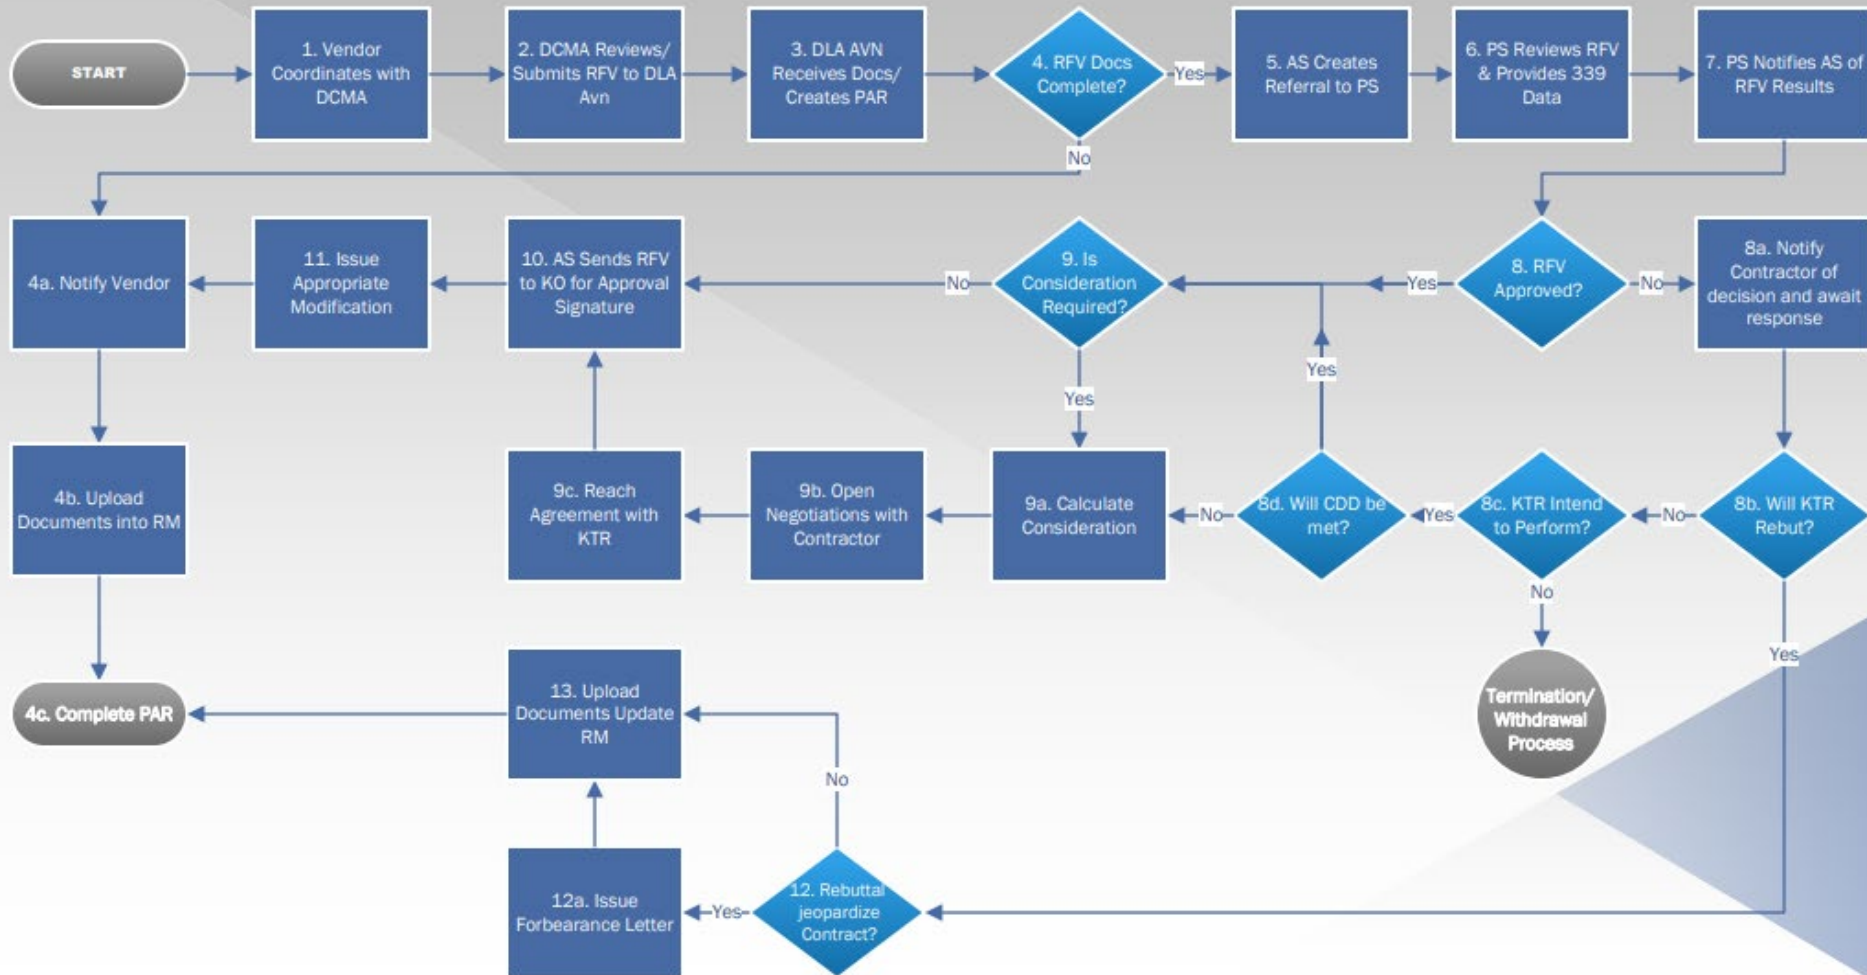 START
1. Vendor
Coordinates with
DCMA
2. DCMA Reviews/
Submits RFV to DLA
Avn
3. DLA AVN
Receives Docs/
Creates PAR
4. RFV Docs
Complete?
Yes
5. AS Creates
Referral to PS
6. PS Reviews RFV
& Provides 339
Data
7. PS Notifies AS of
RFV Results
No
4a. Notify Vendor
11. Issue
Appropriate
Modification
10. AS Sends RFV
to KO for Approval
Signature
No
9. Is
Consideration
Required?
Yes
8. RFV
Approved?
No
8a. Notify
Contractor of
decision and await
response
Yes
Yes
4b. Upload
Documents into RM
9c. Reach
Agreement with
KTR
9b. Open
Negotiations with
Contractor
9a. Calculate
Consideration
No
8d. Will CDD be
met?
Yes
8c. KTR Intend
to Perform?
No
8b. Will KTR
Rebut?
No
Yes
4c. Complete PAR
13. Upload
Documents Update
RM
Termination/
Withdrawal
Process
No
12a. Issue
Forbearance Letter
Yes
12. Rebuttal
jeopardize
Contract?